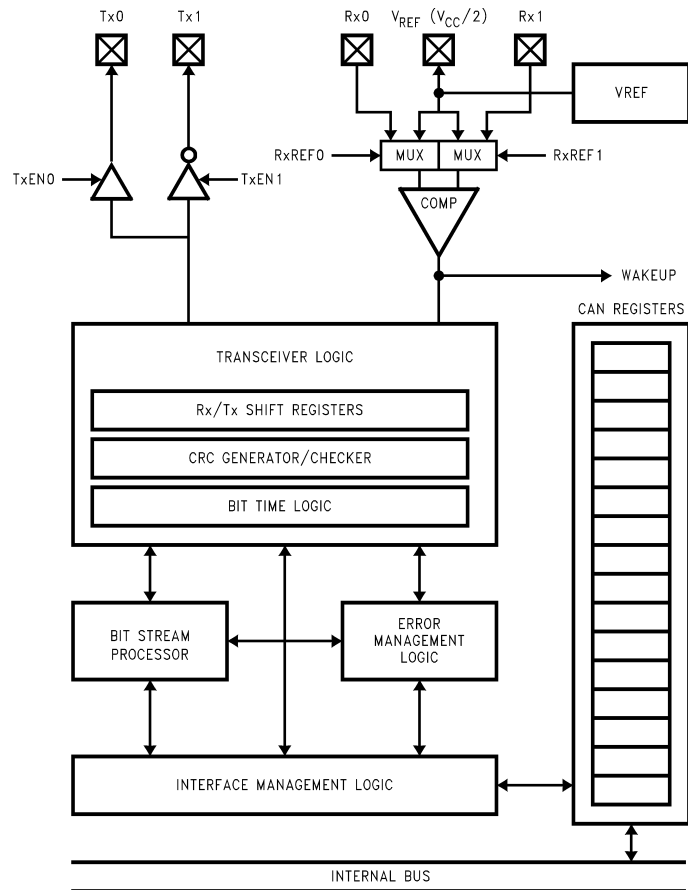 Tx0 Tx1 Rx0 VREF (VCC/2) Rx1
VREF
RxREF0 MUX MUX RxREF1
TxEN0 TxEN1
COMP
WAKEUP
CAN REGISTERS
TRANSCEIVER LOGIC
Rx/Tx SHIFT REGISTERS
CRC GENERATOR/CHECKER
BIT TIME LOGIC
BIT STREAM
PROCESSOR
ERROR
MANAGEMENT
LOGIC
INTERFACE MANAGEMENT LOGIC
INTERNAL BUS